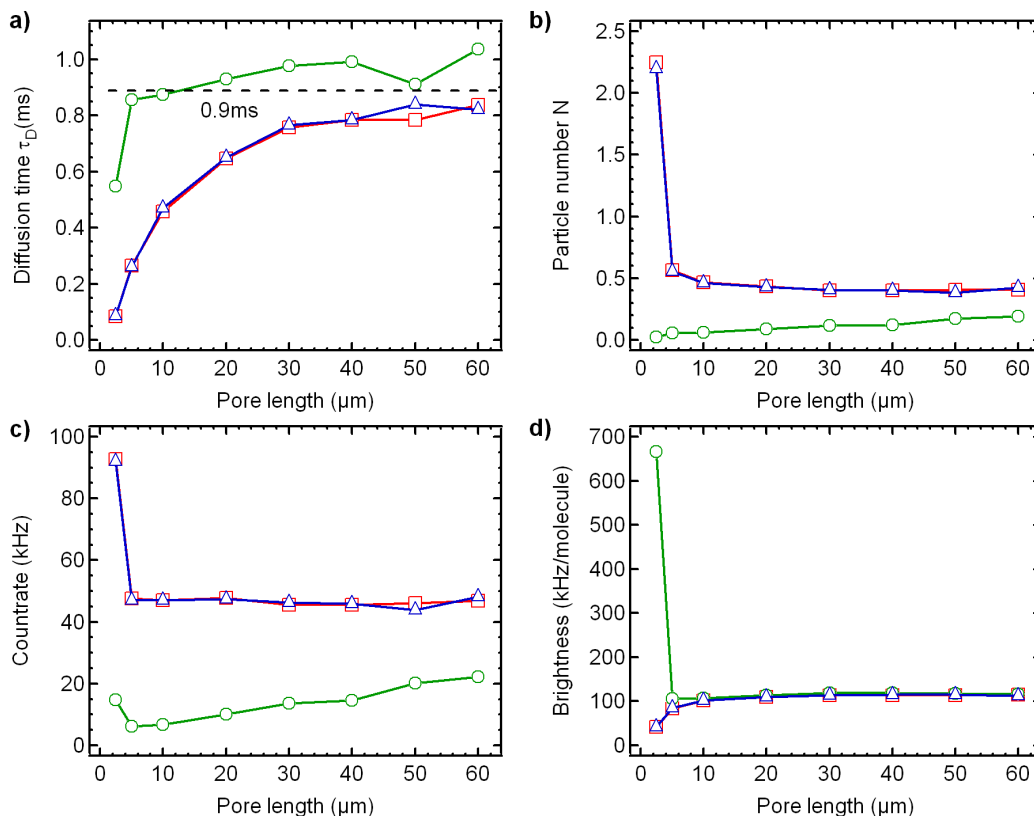 a)
Diffusion time τD(ms)
1.0
0.8
0.6
0.4
0.2
0.0
0.9ms
0 10 20 30 40 50 60
Pore length (µm)
b)
Particle number N
2.5
2.0
1.5
1.0
0.5
0.0
0 10 20 30 40 50 60
Pore length (µm)
c)
Countrate (kHz)
100
80
60
40
20
0
0 10 20 30 40 50 60
Pore length (µm)
d)
Brightness (kHz/molecule)
700
600
500
400
300
200
100
0
0 10 20 30 40 50 60
Pore length (µm)